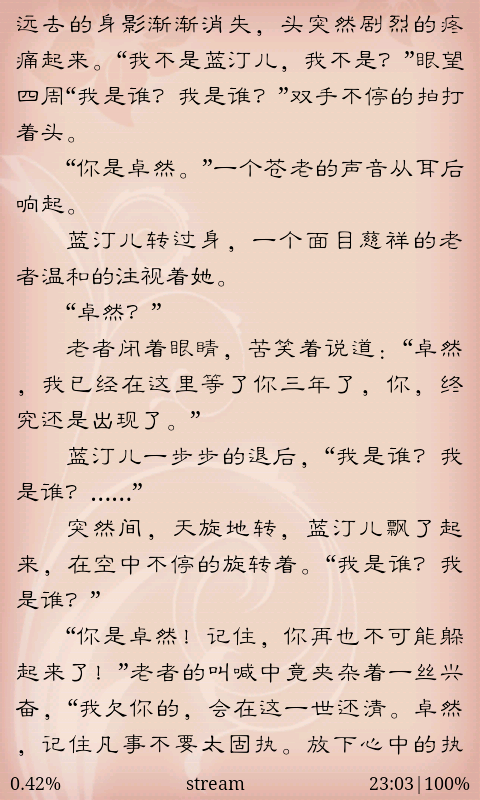 远去的身影渐渐消失，头突然剧烈的疼
痛起来。“我不是蓝汀儿，我不是？”眼望
四周“我是谁？我是谁？”双手不停的拍打
着头。
“你是卓然。”一个苍老的声音从耳后
响起。
蓝汀儿转过身，一个面目慈祥的老
者温和的注视着她。
“卓然？”
老者闭着眼睛，苦笑着说道：“卓然
，我已经在这里等了你三年了，你，终
究还是出现了。”
蓝汀儿一步步的退后，“我是谁？我
是谁？……”
突然间，天旋地转，蓝汀儿飘了起
来，在空中不停的旋转着。“我是谁？我
是谁？”
“你是卓然！记住，你再也不可能躲
起来了！”老者的叫喊中竟夹杂着一丝兴
奋，“我欠你的，会在这一世还清。卓然
，记住凡事不要太固执。放下心中的执
0.42% stream 23:03|100%